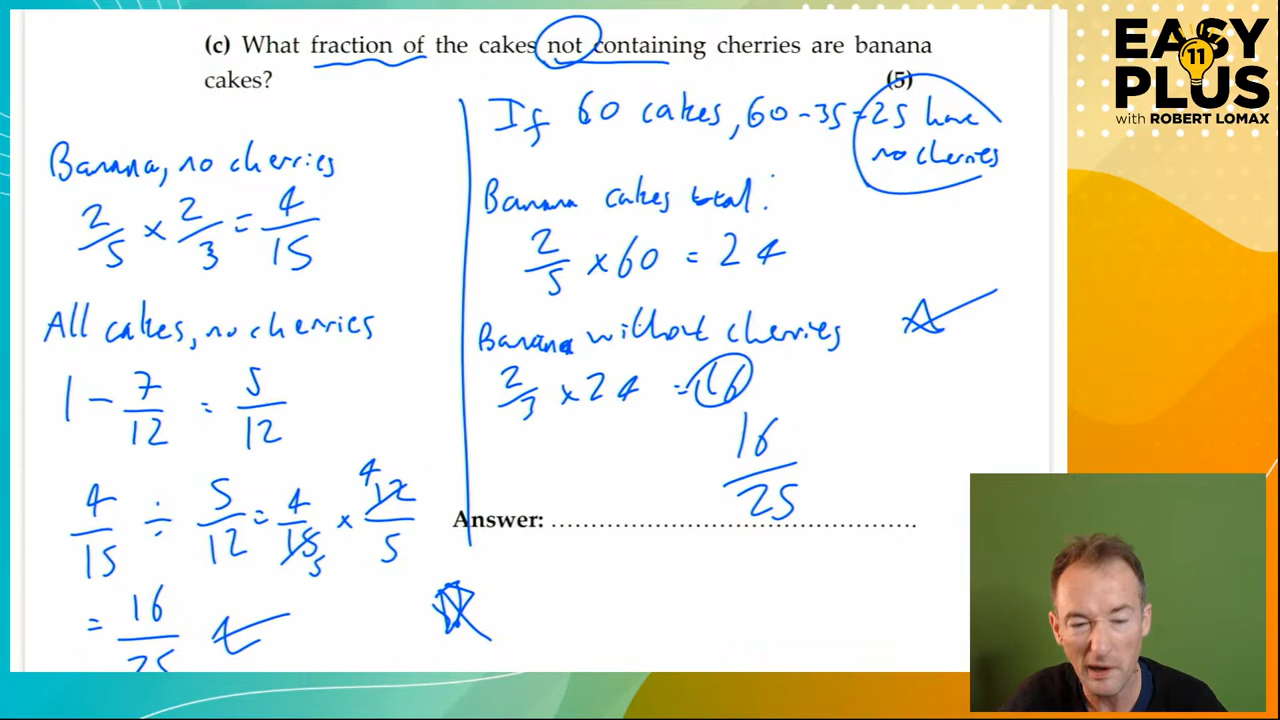 (c) What fraction of the cakes not containing cherries are banana
cakes?
(5)
Banana, no cherries
2/5 × 2/3 = 4/15
All cakes, no cherries
1 - 7/12 = 5/12
4/15 ÷ 5/12 = 4/15 5 × 4 12/5
= 16/25
If 60 cakes, 60 - 35 = 25 have
no cherries
Banana cakes total:
2/5 × 60 = 24
Banana without cherries
2/3 × 24 = 16
16/25
Answer: ..........................................
EASY
11
PLUS
with ROBERT LOMAX